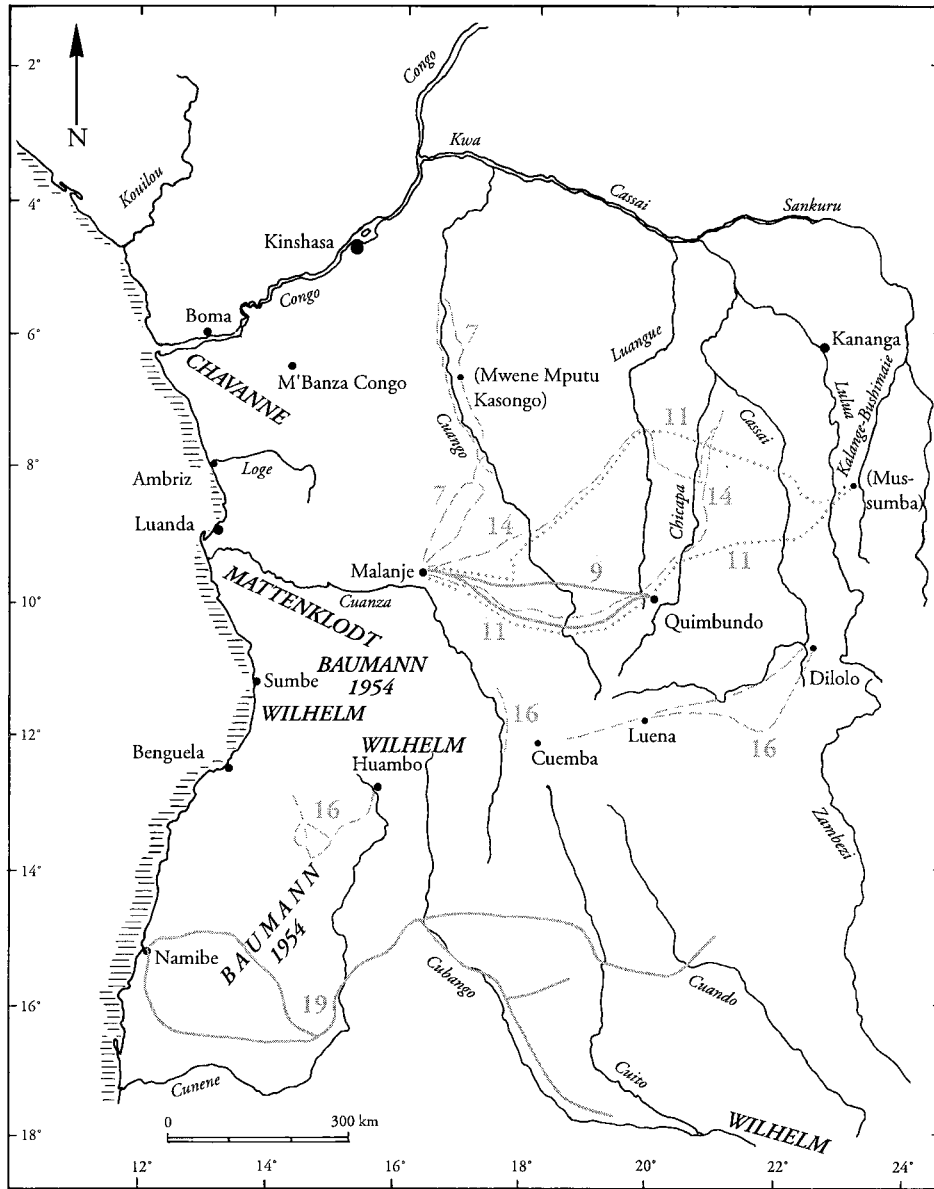 2°
N
Congo
Kwa
Kouilou
4°
Cassai
Sankuru
Kinshasa
Congo
Boma
6°
7
Luangue
Kananga
CHAVANNE
M'Banza Congo
(Mwene Mputu
Kasongo)
Lulua
Kalange-Bushimaie
Cuango
11
Cassai
8°
Ambriz
Loge
7
Chicapa
14
(Mus-
sumba)
Luanda
14
11
Malanje
9
10°
Cuanza
MATTENKLODT
11
Quimbundo
BAUMANN
1954
Sumbe
Dilolo
WILHELM
16
12°
Luena
16
Benguela
WILHELM
Cuemba
Huambo
16
Zambezi
14°
BAUMANN
1954
Namibe
Cubango
19
Cuando
16°
Cunene
Cuito
0
300 km
WILHELM
18°
12°
14°
16°
18°
20°
22°
24°